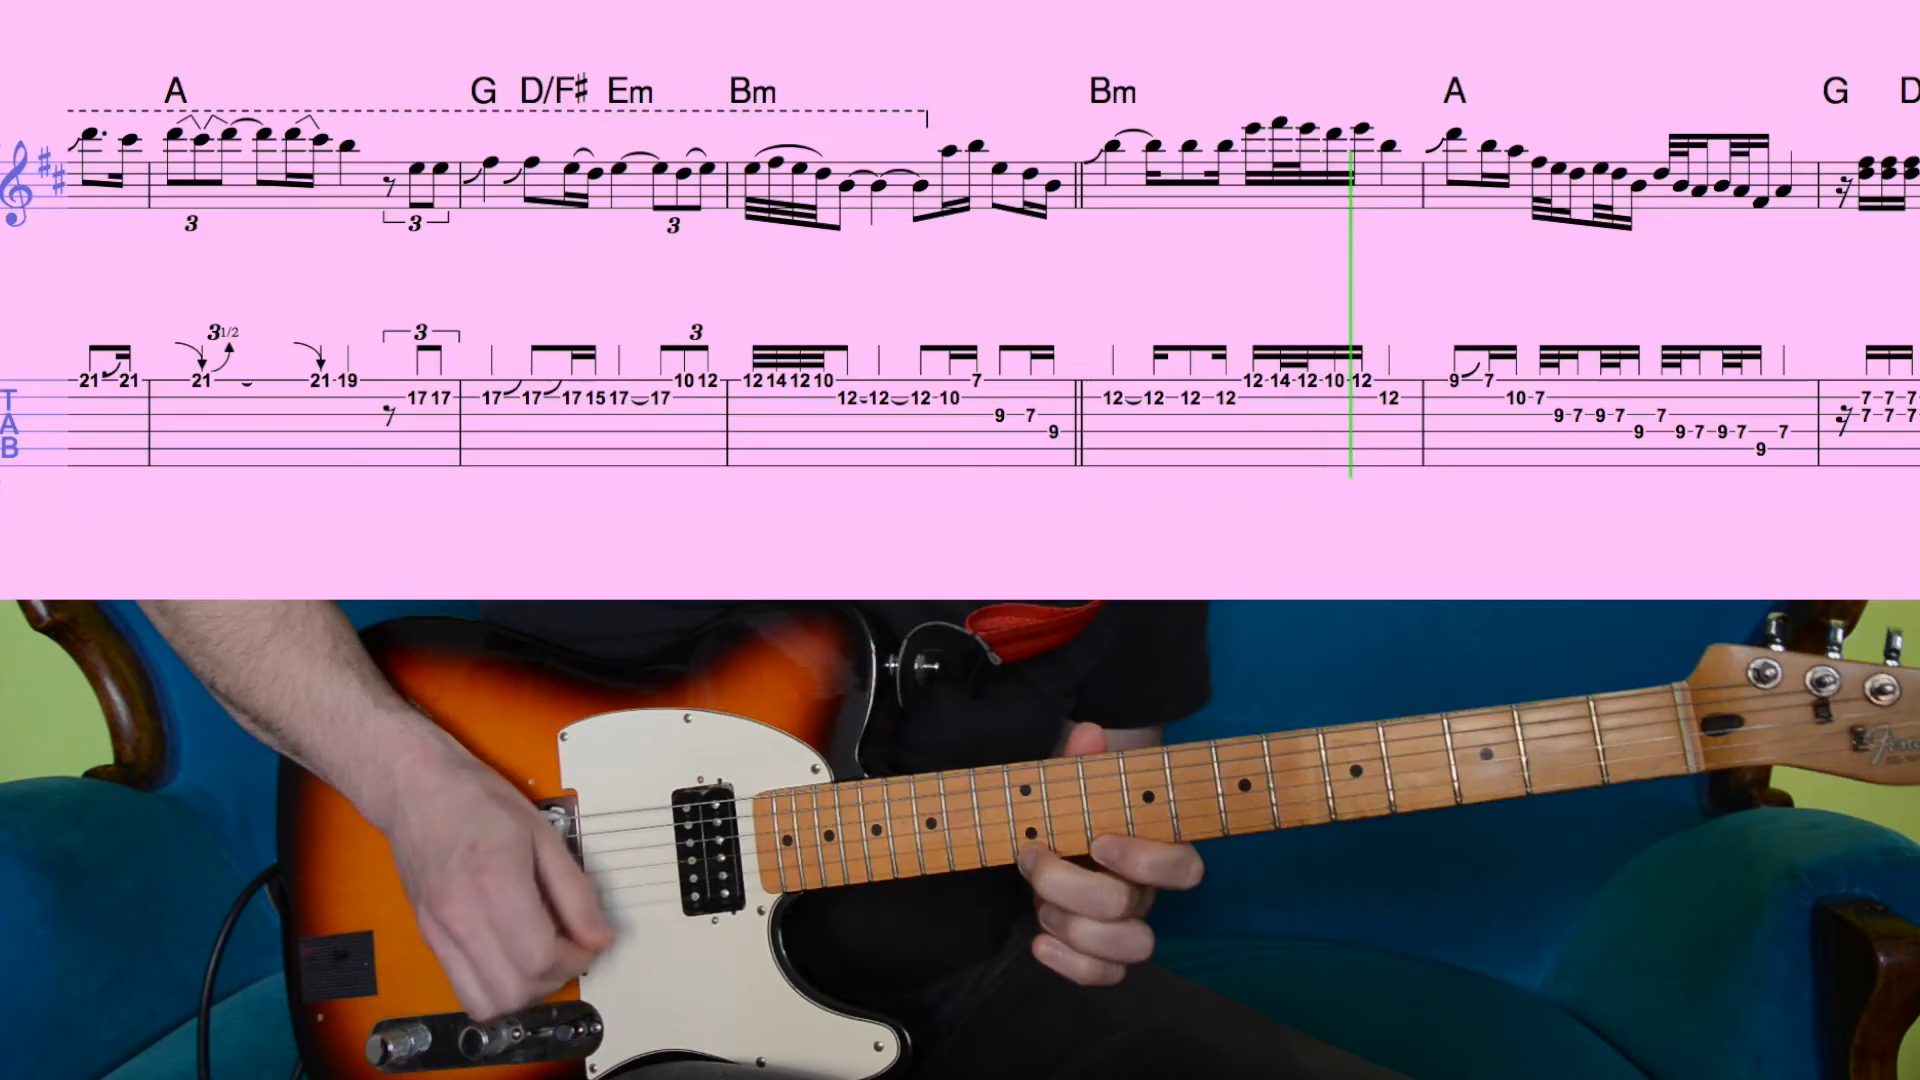 A G D/F♯ Em Bm Bm A G D
3 3 3
3 1/2 3 3
21 21 21 21 19 17 17 17 17 17 15 17 17 10 12 12 14 12 10 12 12 12 10 7 9 7 9 12 12 12 12 12 14 12 10 12 12 9 7 10 7 9 7 9 7 9 7 9 7 9 7 9 7 7 7 7 7 7 7
T
A
B
Fen